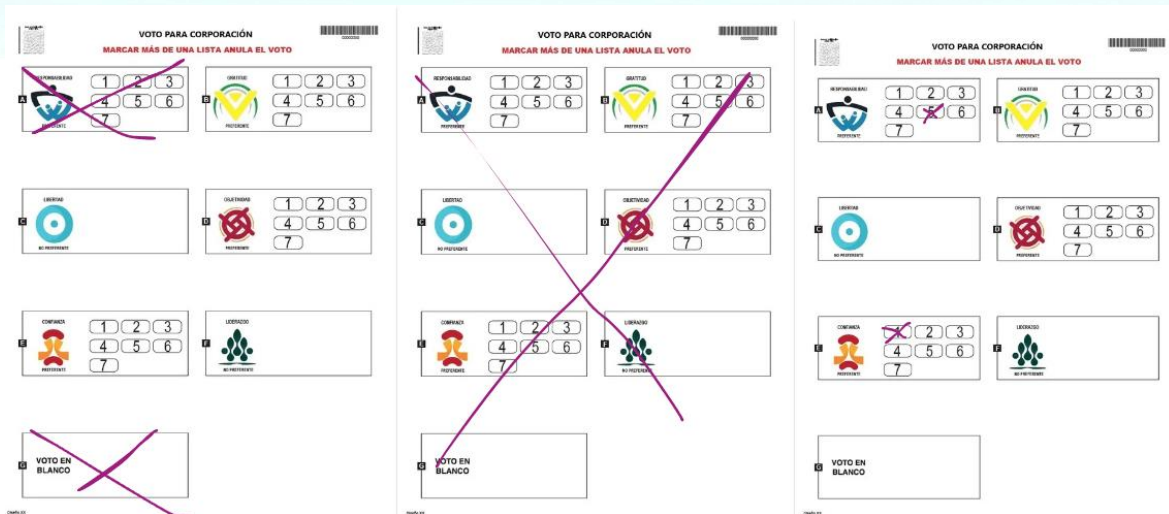 VOTO PARA CORPORACIÓN
MARCAR MÁS DE UNA LISTA ANULA EL VOTO
A
RESPONSABILIDAD
PREFERENTE
1 2 3
4 5 6
7
B
GRATITUD
PREFERENTE
1 2 3
4 5 6
7
C
LIBERTAD
NO PREFERENTE
D
OBJETIVIDAD
PREFERENTE
1 2 3
4 5 6
7
E
CONFIANZA
PREFERENTE
1 2 3
4 5 6
7
F
LIDERAZGO
NO PREFERENTE
G
VOTO EN
BLANCO
VOTO PARA CORPORACIÓN
MARCAR MÁS DE UNA LISTA ANULA EL VOTO
A
RESPONSABILIDAD
PREFERENTE
1 2 3
4 5 6
7
B
GRATITUD
PREFERENTE
1 2 3
4 5 6
7
C
LIBERTAD
NO PREFERENTE
D
OBJETIVIDAD
PREFERENTE
1 2 3
4 5 6
7
E
CONFIANZA
PREFERENTE
1 2 3
4 5 6
7
F
LIDERAZGO
NO PREFERENTE
G
VOTO EN
BLANCO
VOTO PARA CORPORACIÓN
MARCAR MÁS DE UNA LISTA ANULA EL VOTO
A
RESPONSABILIDAD
PREFERENTE
1 2 3
4 5 6
7
B
GRATITUD
PREFERENTE
1 2 3
4 5 6
7
C
LIBERTAD
NO PREFERENTE
D
OBJETIVIDAD
PREFERENTE
1 2 3
4 5 6
7
E
CONFIANZA
PREFERENTE
1 2 3
4 5 6
7
F
LIDERAZGO
NO PREFERENTE
G
VOTO EN
BLANCO